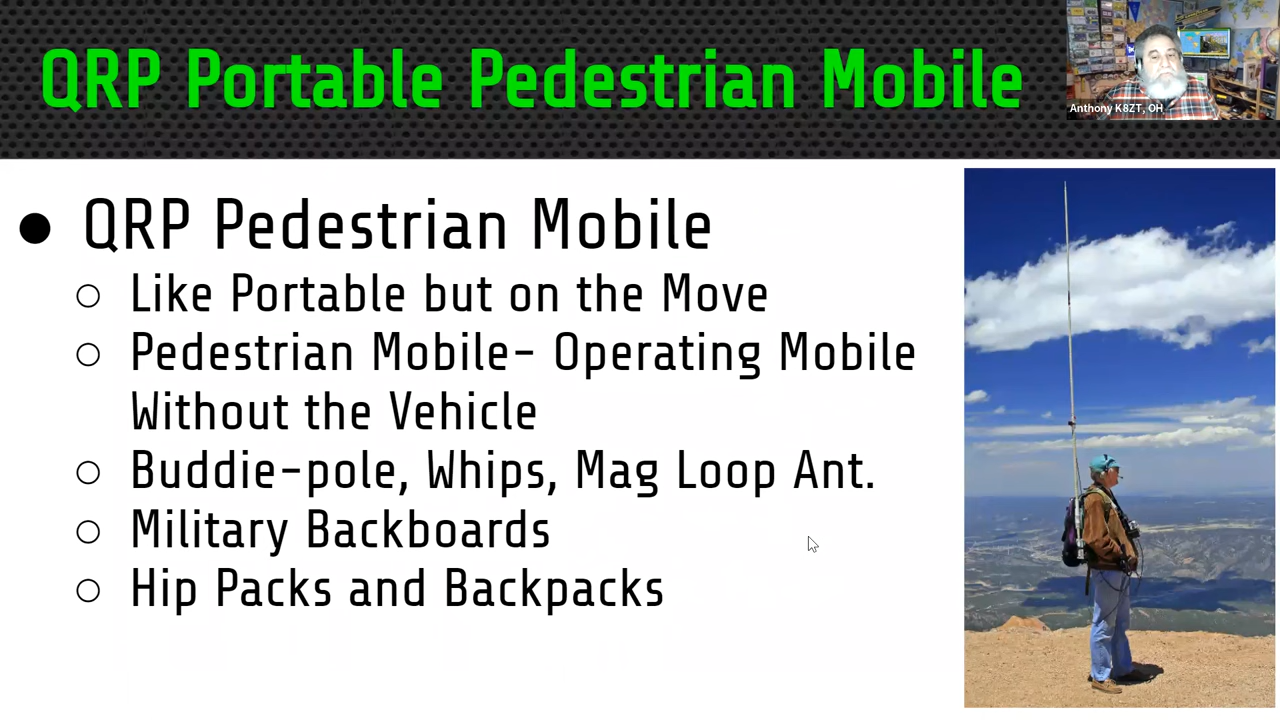 QRP Portable Pedestrian Mobile
Anthony K8ZT, OH
● QRP Pedestrian Mobile
○ Like Portable but on the Move
○ Pedestrian Mobile- Operating Mobile
Without the Vehicle
○ Buddie-pole, Whips, Mag Loop Ant.
○ Military Backboards
○ Hip Packs and Backpacks